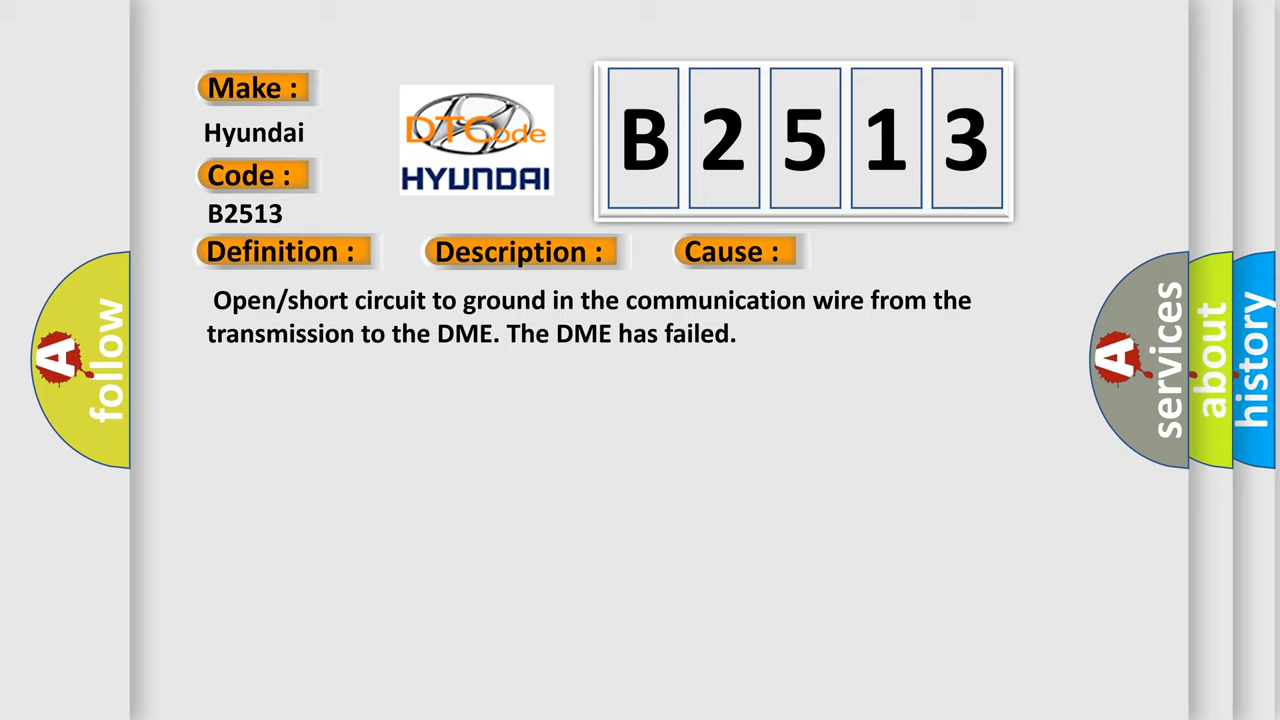 Make :
Hyundai
Code :
B2513
DTCode
HYUNDAI
B 2 5 1 3
Definition : Description : Cause :
Open/short circuit to ground in the communication wire from the
transmission to the DME. The DME has failed.
A follow
A services
about
history